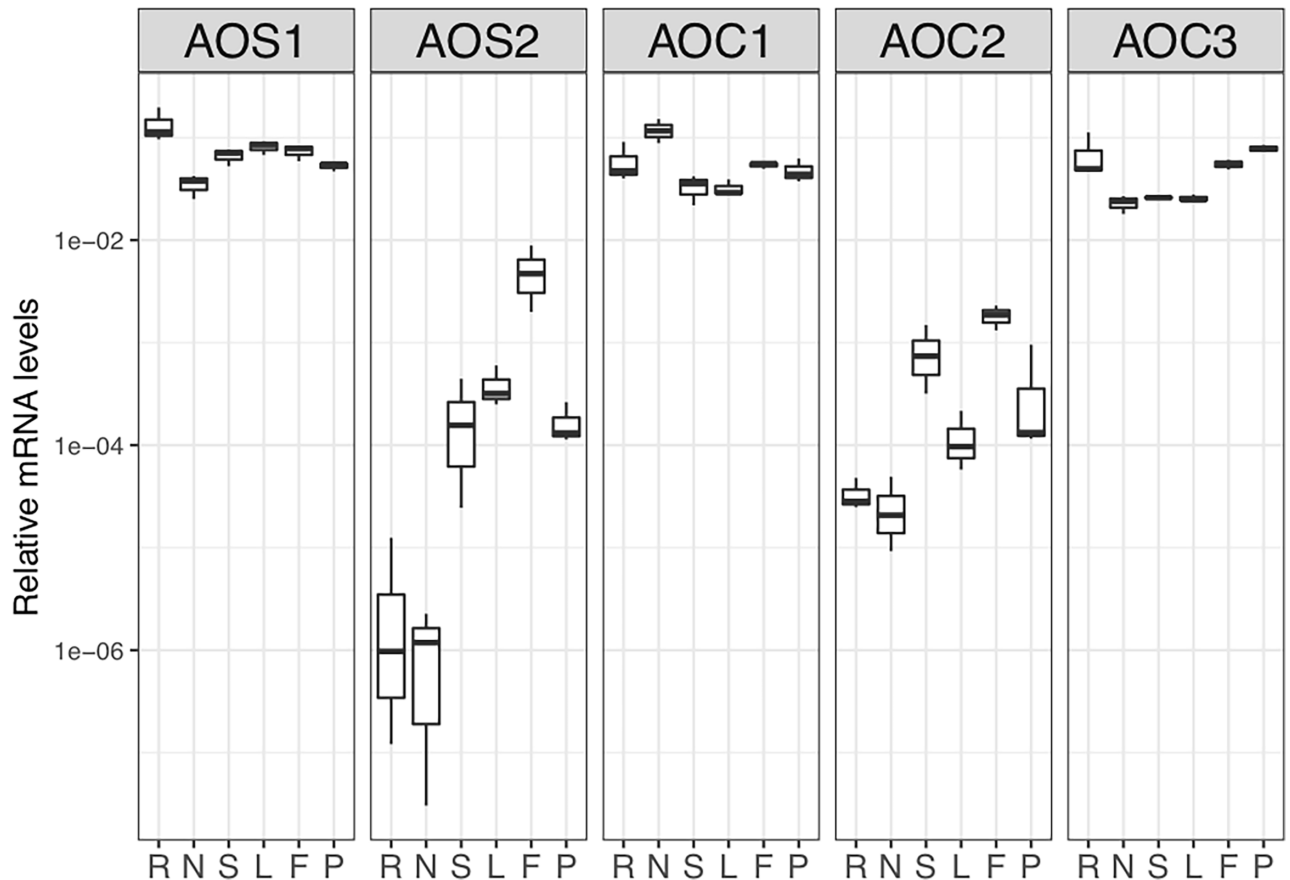 AOS1 AOS2 AOC1 AOC2 AOC3
Relative mRNA levels
1e−02
1e−04
1e−06
R N S L F P R N S L F P R N S L F P R N S L F P R N S L F P